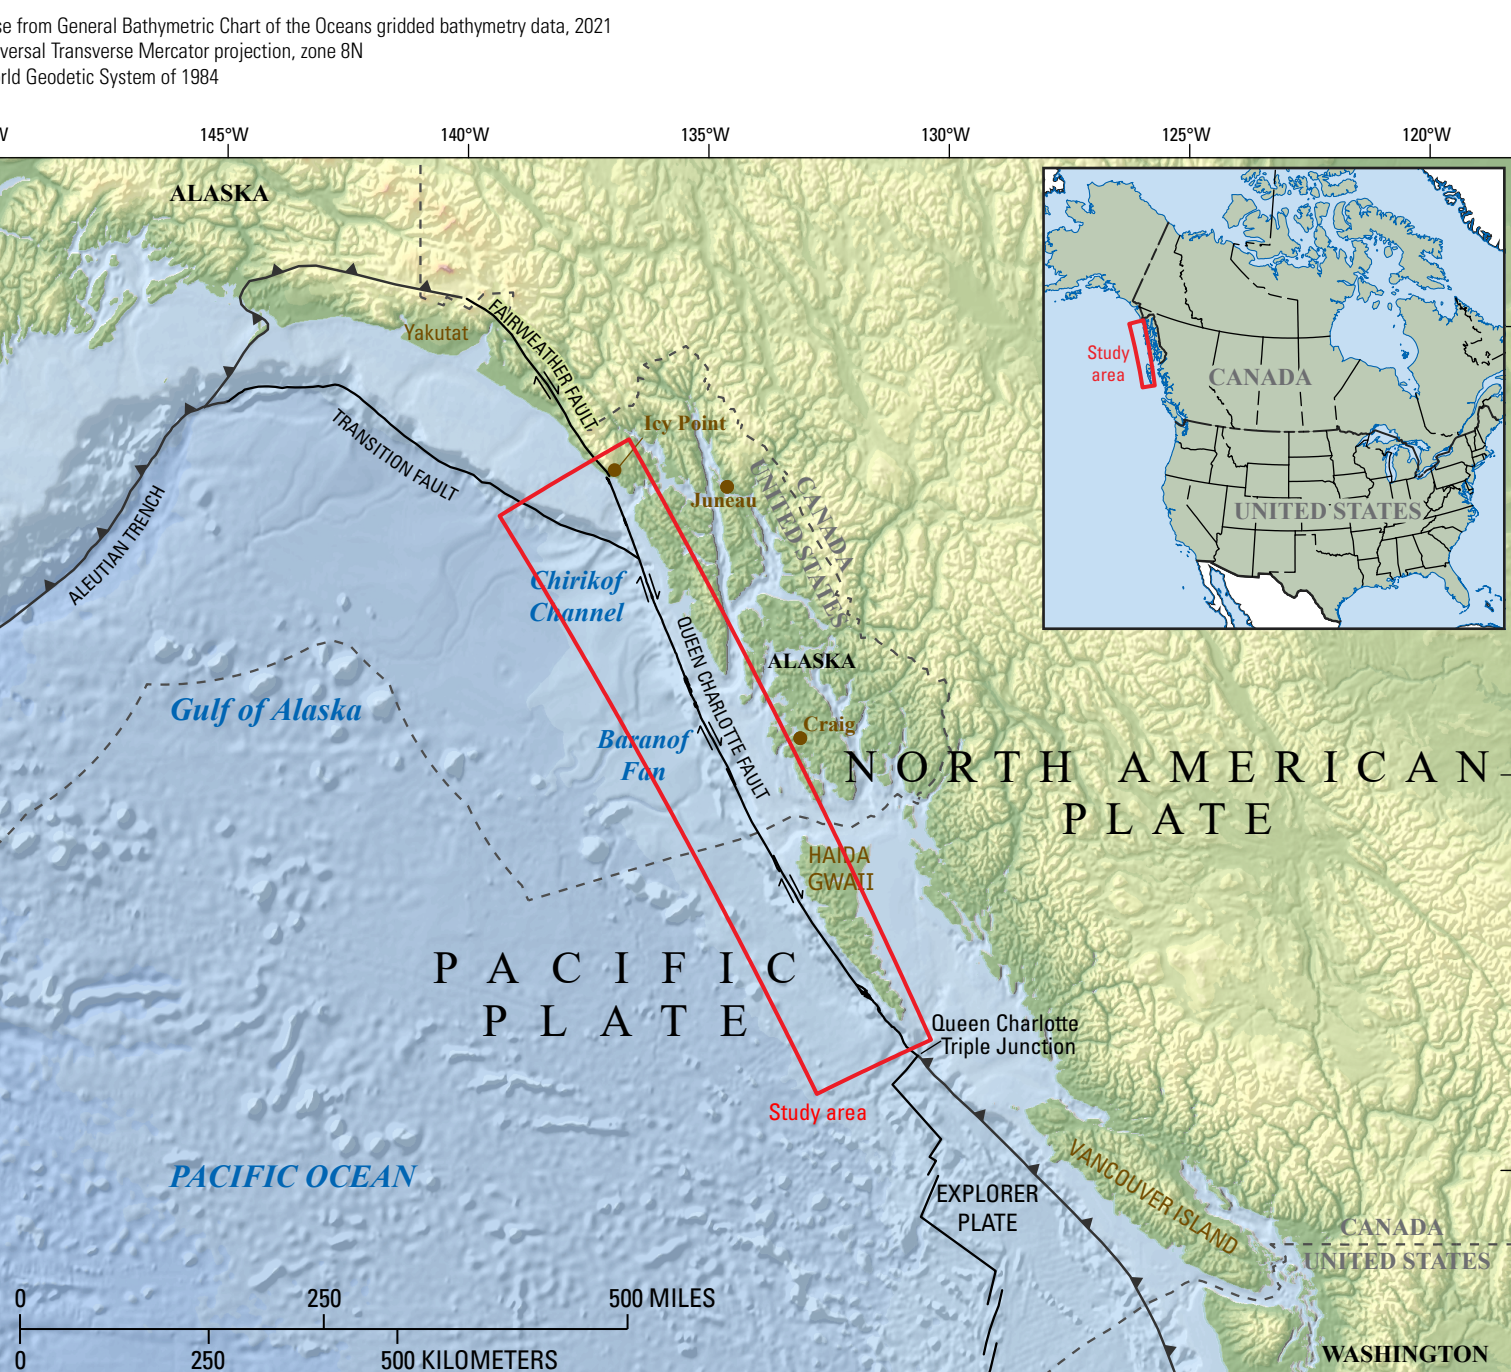 se from General Bathymetric Chart of the Oceans gridded bathymetry data, 2021
versal Transverse Mercator projection, zone 8N
rld Geodetic System of 1984
145°W
140°W
135°W
130°W
125°W
120°W
ALASKA
Yakutat
FAIRWEATHER FAULT
TRANSITION FAULT
ALEUTIAN TRENCH
Icy Point
Juneau
CANADA
UNITED STATES
Study
area
CANADA
UNITED STATES
Chirikof
Channel
QUEEN CHARLOTTE FAULT
ALASKA
Gulf of Alaska
Baranof
Fan
Craig
NORTH AMERICAN
PLATE
HAIDA
GWAII
PACIFIC
PLATE
Queen Charlotte
Triple Junction
Study area
PACIFIC OCEAN
EXPLORER
PLATE
VANCOUVER ISLAND
CANADA
UNITED STATES
WASHINGTON
0 250 500 MILES
0 250 500 KILOMETERS